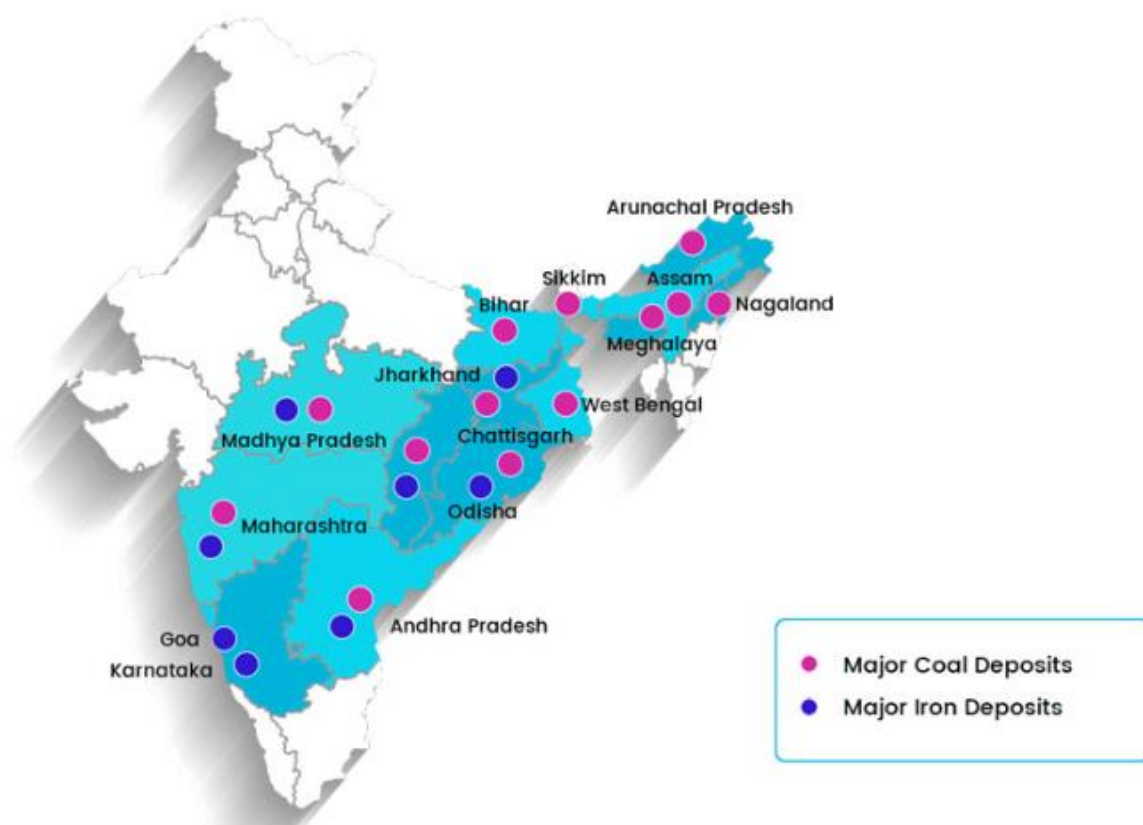 Arunachal Pradesh
Sikkim
Assam
Bihar
Nagaland
Meghalaya
Jharkhand
West Bengal
Madhya Pradesh
Chattisgarh
Odisha
Maharashtra
Andhra Pradesh
Goa
Karnataka
Major Coal Deposits
Major Iron Deposits